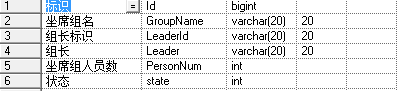 1 标识 = Id bigint
2 坐席组名 GroupName varchar(20) 20
3 组长标识 LeaderId varchar(20) 20
4 组长 Leader varchar(20) 20
5 坐席组人员数 PersonNum int
6 状态 state int